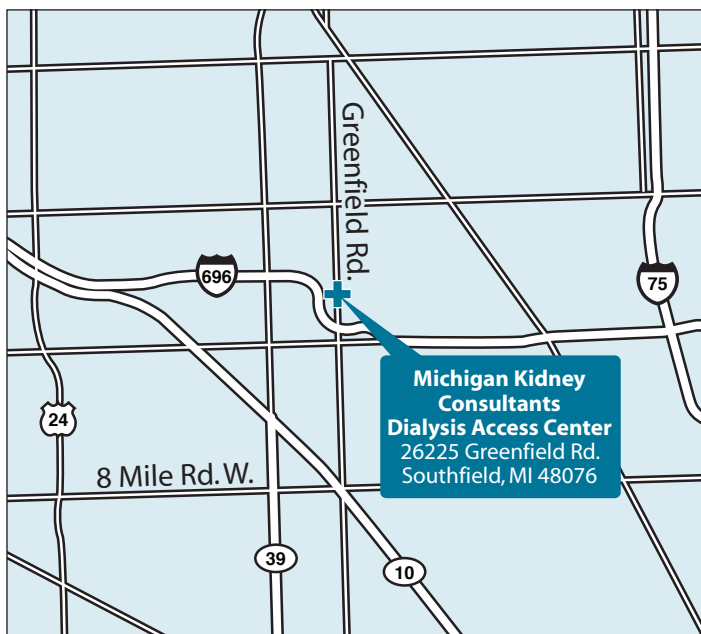 Greenfield Rd.
696
75
Michigan Kidney
Consultants
Dialysis Access Center
26225 Greenfield Rd.
Southfield, MI 48076
24
8 Mile Rd. W.
39
10